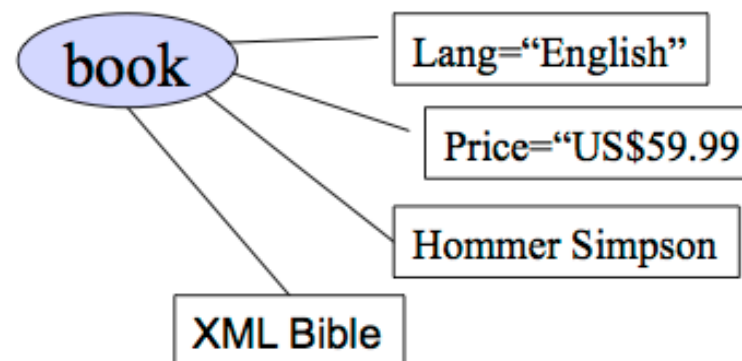 book
Lang=“English”
Price=“US$59.99
Hommer Simpson
XML Bible